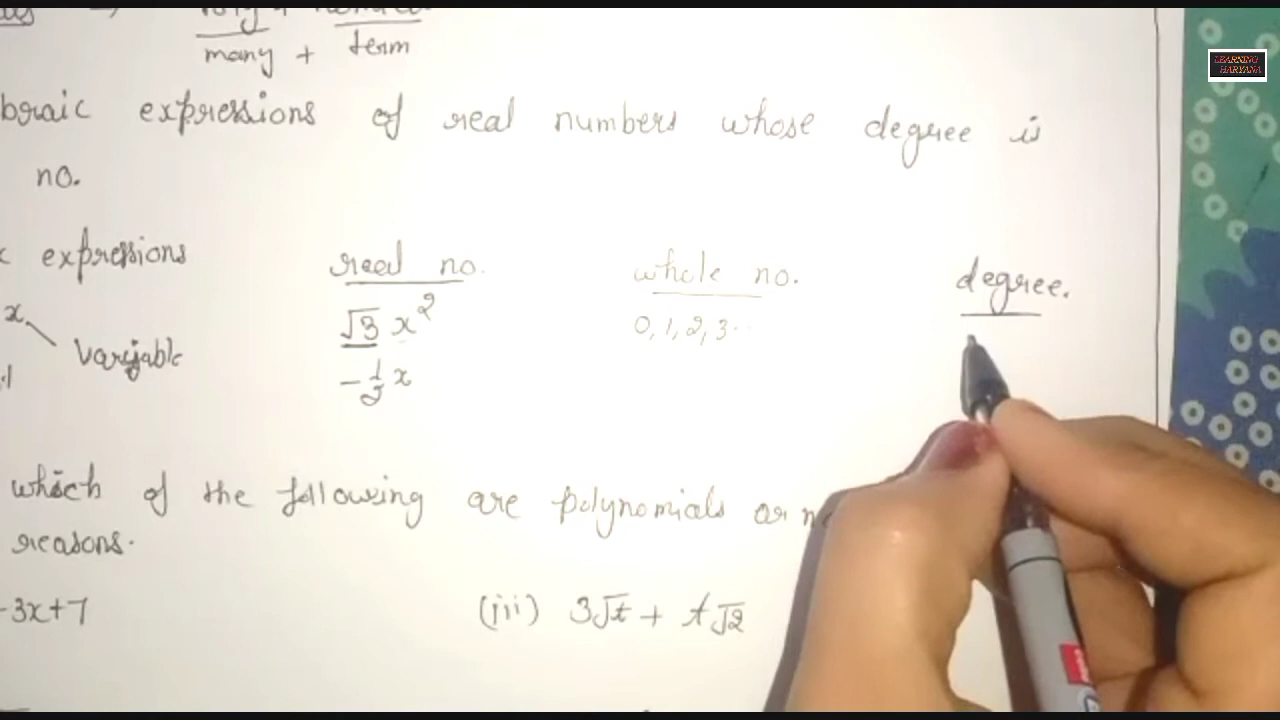 many + term
LEARNING
HARYANA
braic expressions of real numbers whose degree is
no.
expressions
real no.
whole no.
degree.
√3 x²
0, 1, 2, 3..
x
Variable
-1/2 x
which of the following are polynomials or
reasons.
-3x+7
(iii) 3√t + t√2